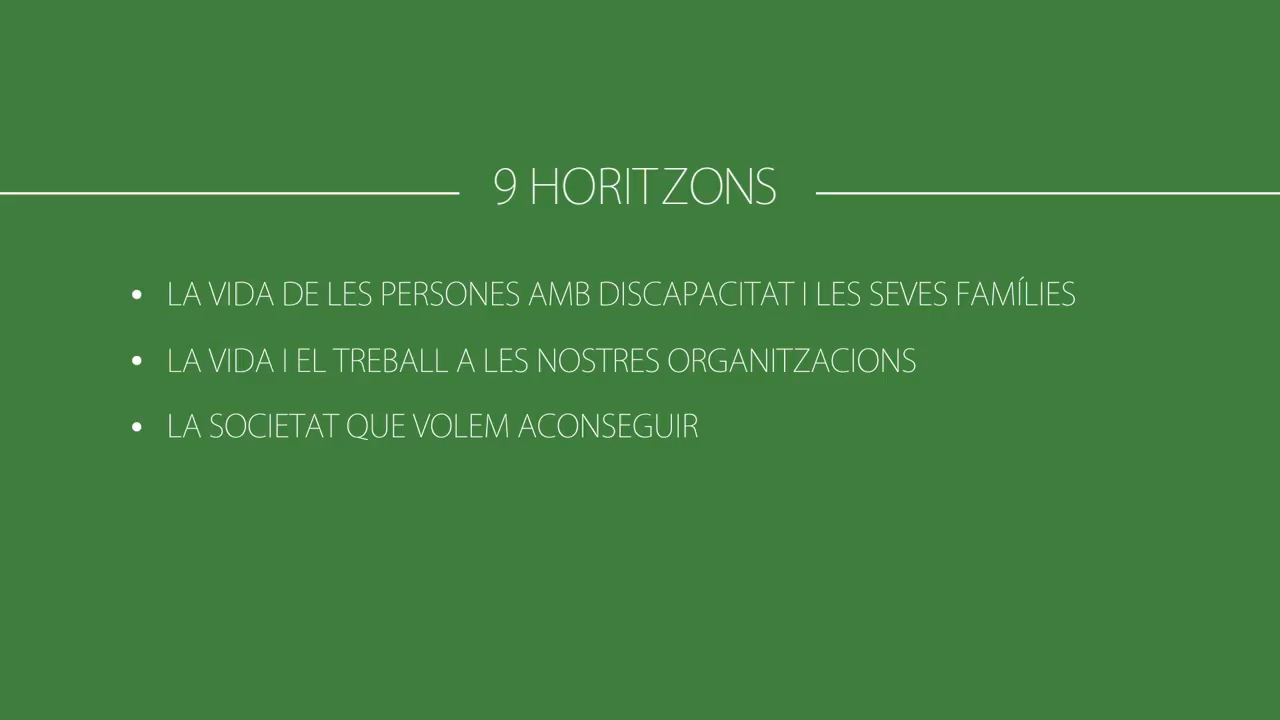 9 HORITZONS
• LA VIDA DE LES PERSONES AMB DISCAPACITAT I LES SEVES FAMÍLIES
• LA VIDA I EL TREBALL A LES NOSTRES ORGANITZACIONS
• LA SOCIETAT QUE VOLEM ACONSEGUIR